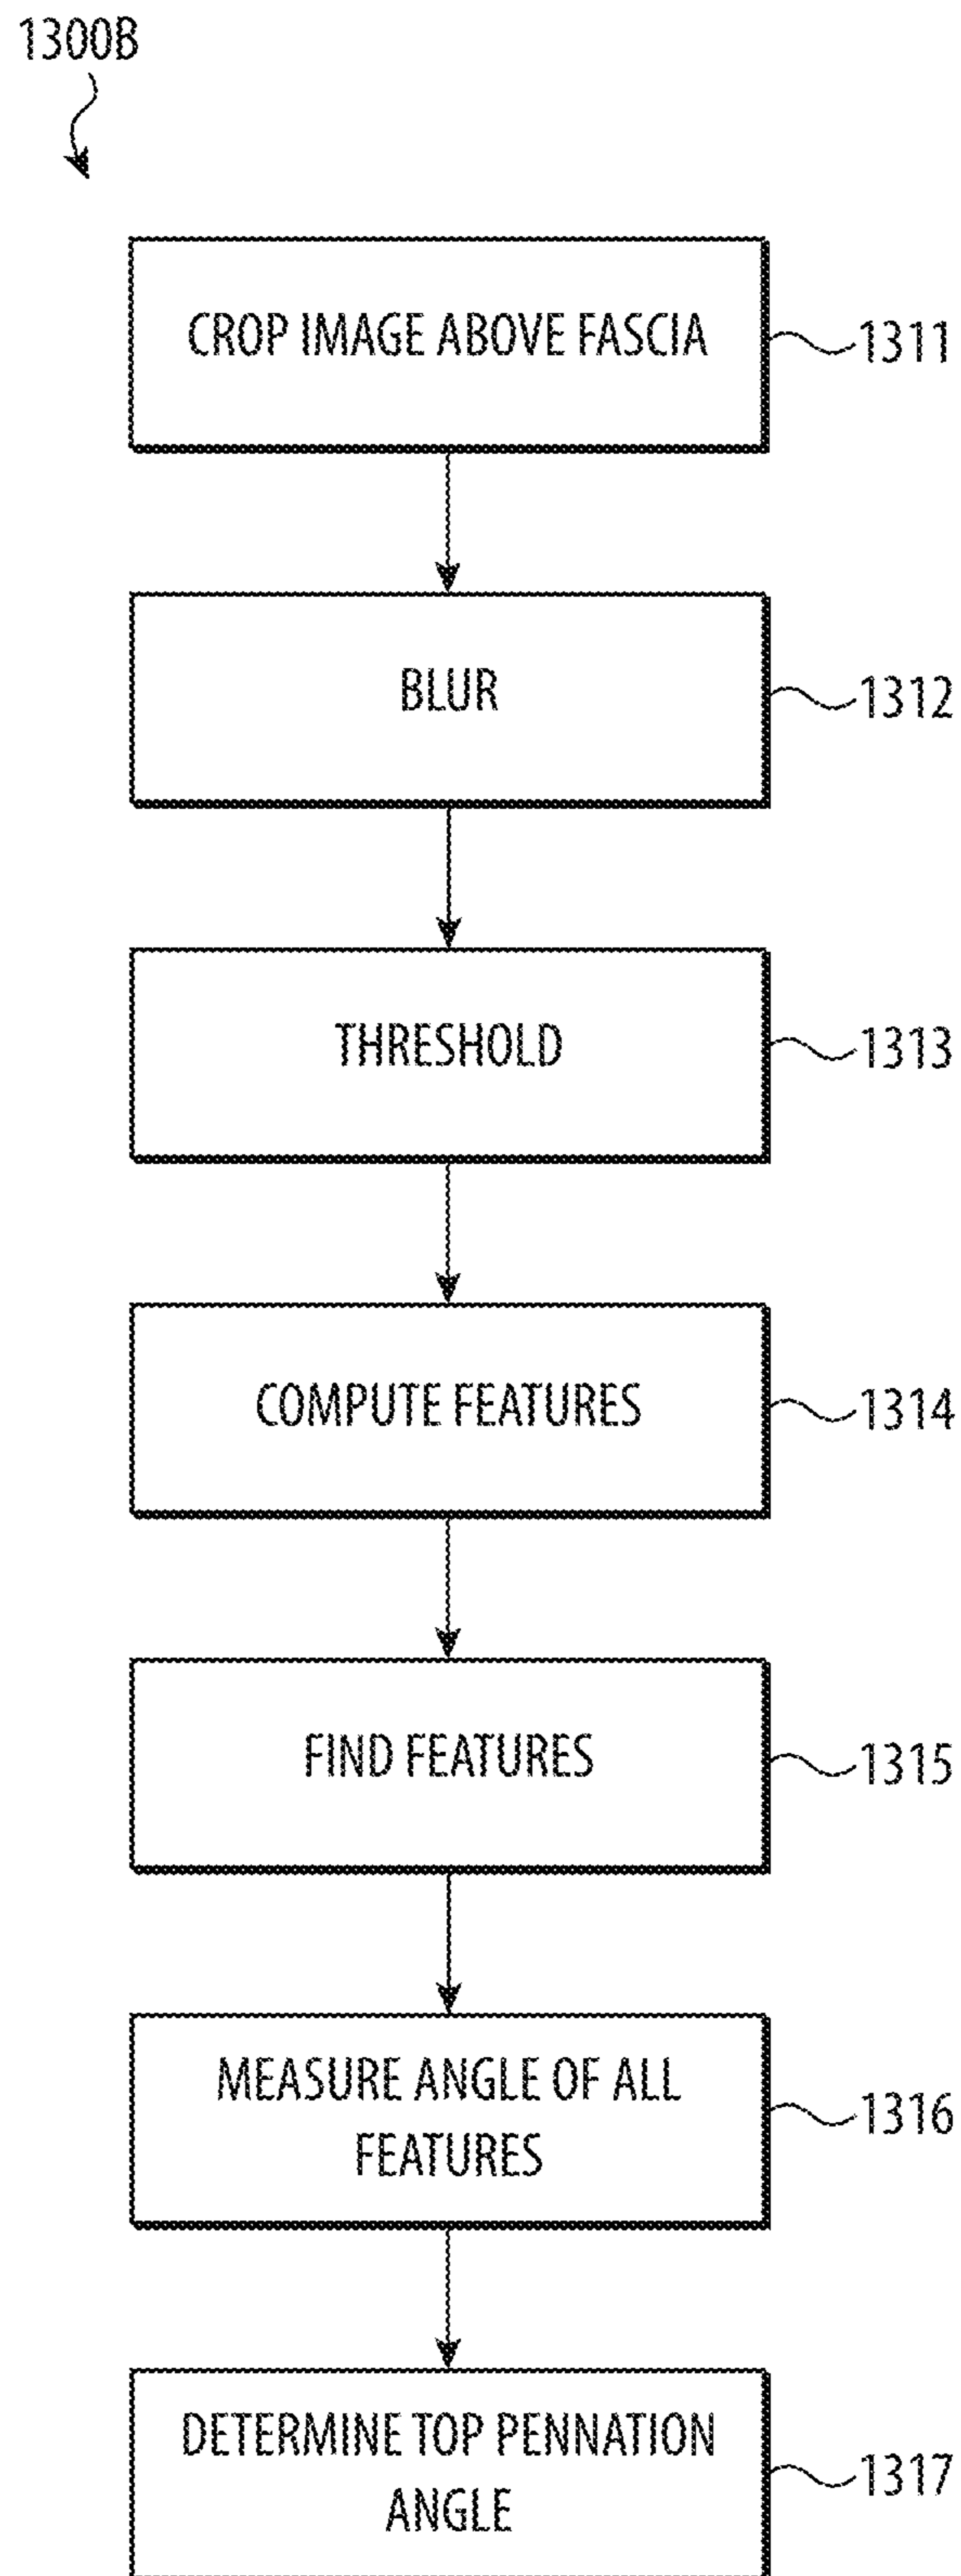 1300B
CROP IMAGE ABOVE FASCIA
1311
BLUR
1312
THRESHOLD
1313
COMPUTE FEATURES
1314
FIND FEATURES
1315
MEASURE ANGLE OF ALL
FEATURES
1316
DETERMINE TOP PENNATION
ANGLE
1317